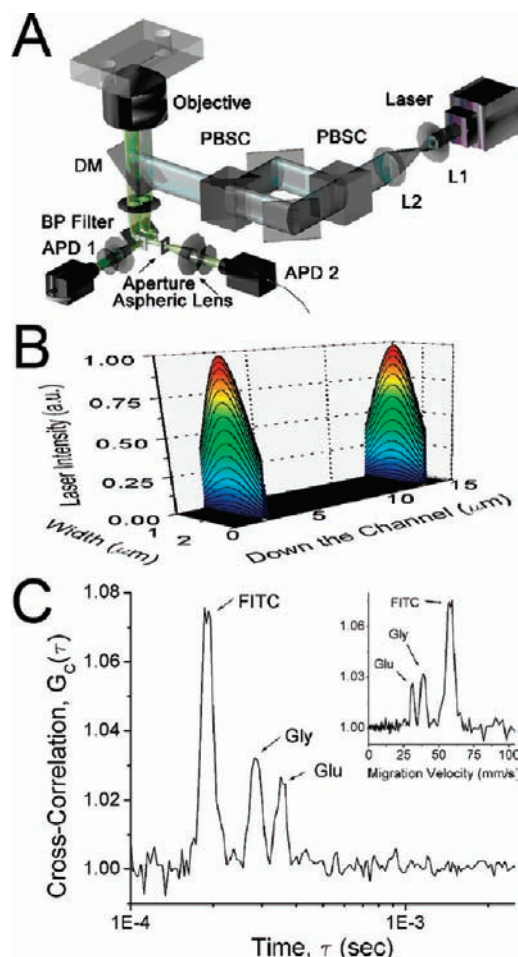 A
Objective
Laser
PBSC
PBSC
DM
L1
L2
BP Filter
APD 1
APD 2
Aperture
Aspheric Lens
B
Laser Intensity (a.u.)
1.00
0.75
0.50
0.25
0.00
1
2
Width (μm)
0
5
10
15
Down the Channel (μm)
C
Cross-Correlation, G_C(τ)
1.08
1.06
1.04
1.02
1.00
FITC
Gly
Glu
1E-4
1E-3
Time, τ (sec)
1.06
1.03
1.00
FITC
Gly
Glu
0
25
50
75
100
Migration Velocity (mm/s)